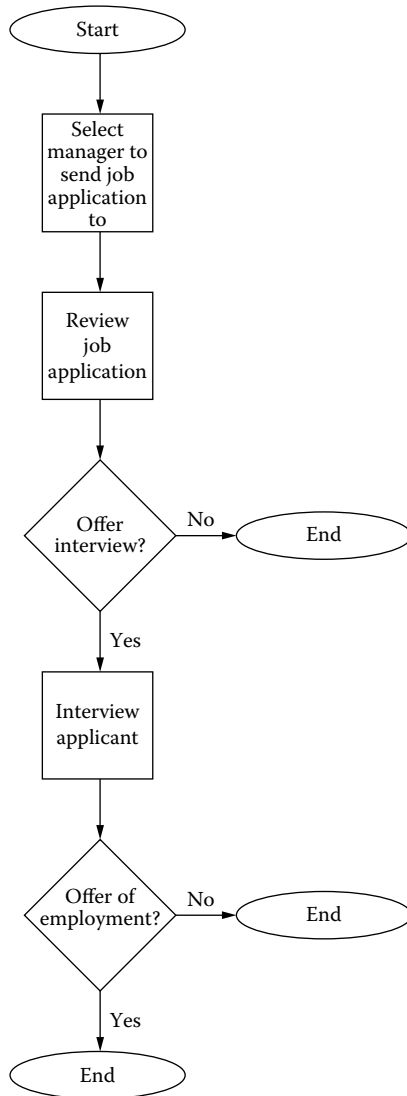 Start
Select
manager to
send job
application
to
Review
job
application
Offer
interview?
No
End
Yes
Interview
applicant
Offer of
employment?
No
End
Yes
End